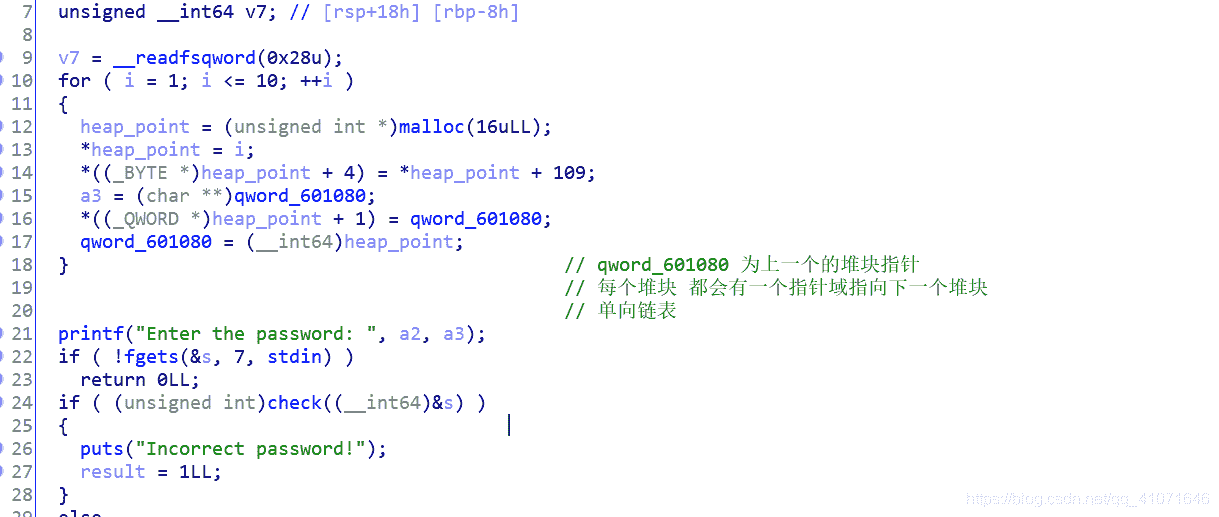 7 unsigned __int64 v7; // [rsp+18h] [rbp-8h]
8
9 v7 = __readfsqword(0x28u);
10 for ( i = 1; i <= 10; ++i )
11 {
12 heap_point = (unsigned int *)malloc(16uLL);
13 *heap_point = i;
14 *((_BYTE *)heap_point + 4) = *heap_point + 109;
15 a3 = (char **)qword_601080;
16 *((_QWORD *)heap_point + 1) = qword_601080;
17 qword_601080 = (__int64)heap_point;
18 } // qword_601080 为上一个的堆块指针
19 // 每个堆块 都会有一个指针域指向下一个堆块
20 // 单向链表
21 printf("Enter the password: ", a2, a3);
22 if ( !fgets(&s, 7, stdin) )
23 return 0LL;
24 if ( (unsigned int)check((__int64)&s) )
25 {
26 puts("Incorrect password!");
27 result = 1LL;
28 }
29 else
https://blog.csdn.net/qq_41071646